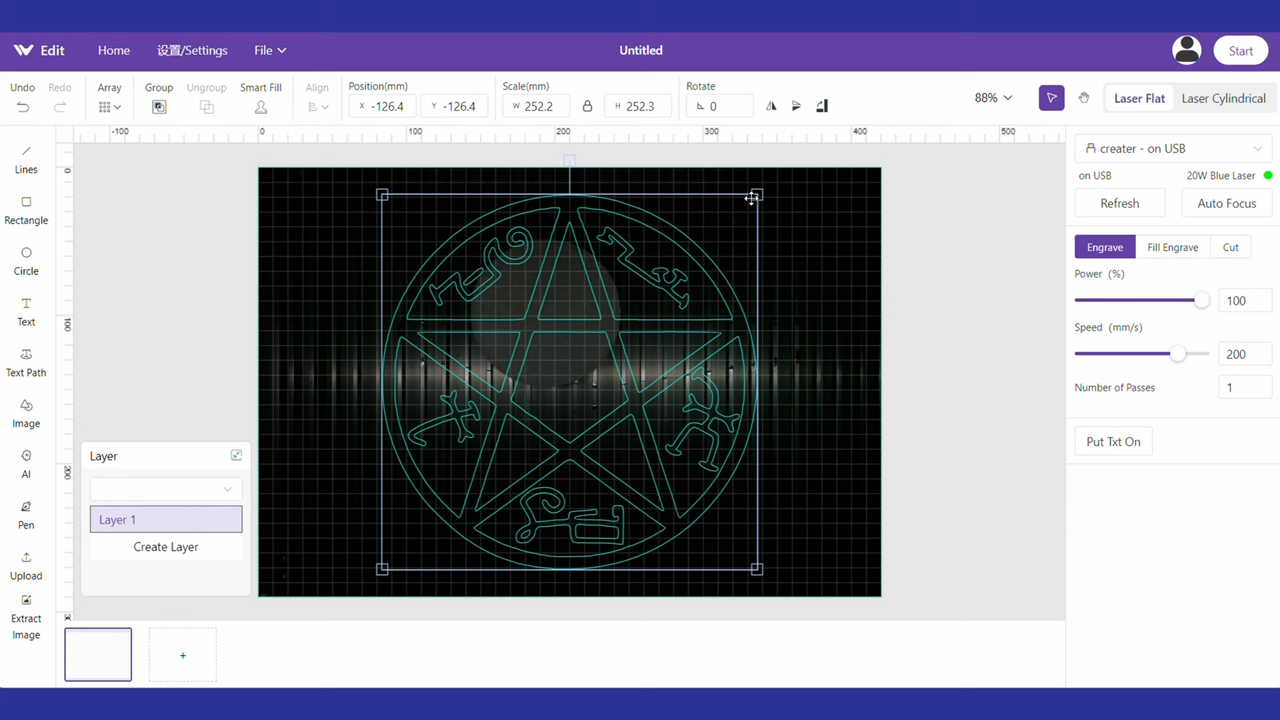 Edit Home 设置/Settings File Untitled Start
Undo Redo Array Group Ungroup Smart Fill Align Position(mm) Scale(mm) Rotate
X -126.4 Y -126.4 W 252.2 H 252.3 0 88% Laser Flat Laser Cylindrical
-100 0 100 200 300 400 500
0
100
200
Lines
Rectangle
Circle
Text
Text Path
Image
AI
Pen
Upload
Extract
Image
Layer
Layer 1
Create Layer
+
creater - on USB
on USB 20W Blue Laser
Refresh Auto Focus
Engrave Fill Engrave Cut
Power (%)
100
Speed (mm/s)
200
Number of Passes 1
Put Txt On